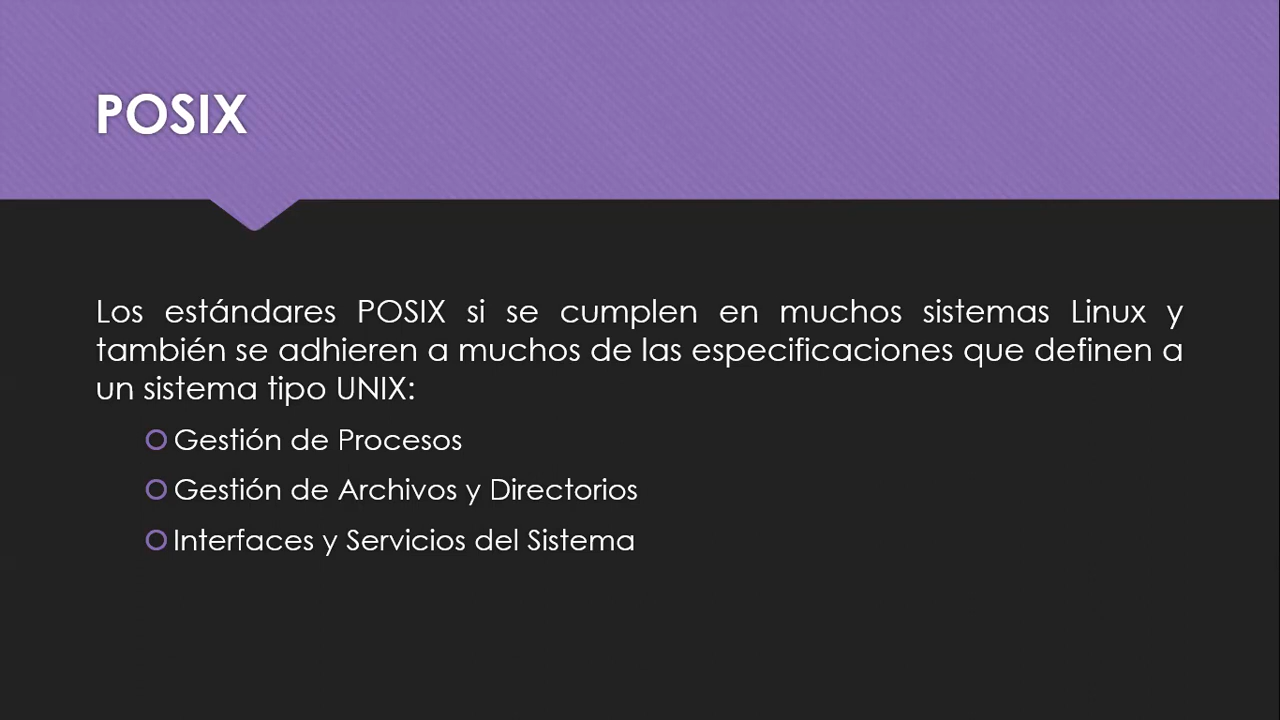 POSIX
Los estándares POSIX si se cumplen en muchos sistemas Linux y
también se adhieren a muchos de las especificaciones que definen a
un sistema tipo UNIX:
Gestión de Procesos
Gestión de Archivos y Directorios
Interfaces y Servicios del Sistema